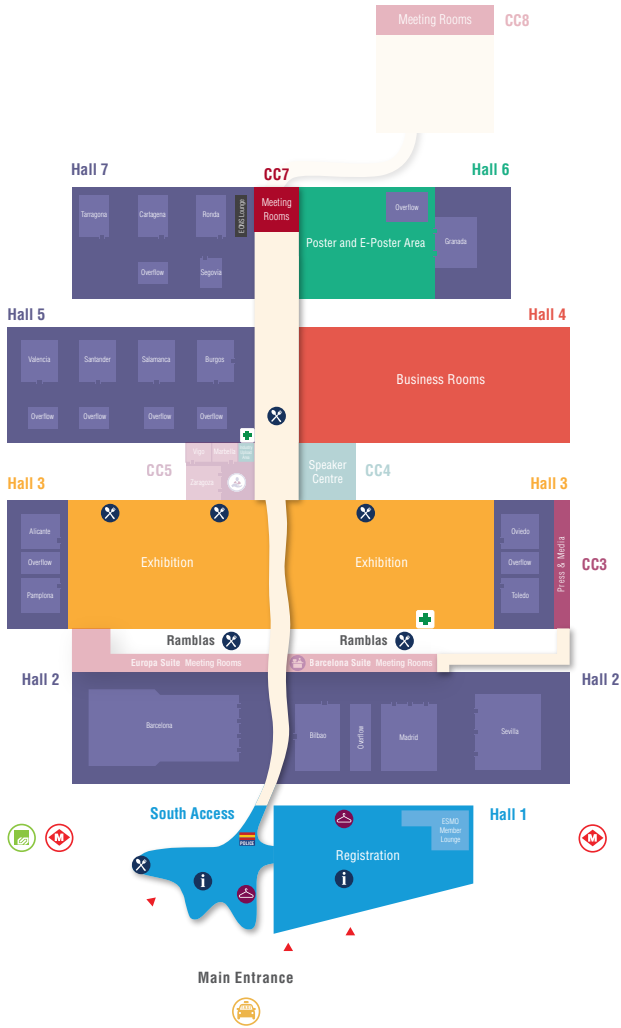 Meeting Rooms
CC8
Hall 7
CC7
Hall 6
Tarragona
Cartagena
Ronda
Meeting
Rooms
Overflow
Poster and E-Poster Area
Granada
Overflow
Segovia
Hall 5
Hall 4
Valencia
Santander
Salamanca
Burgos
Business Rooms
Overflow
Overflow
Overflow
Overflow
Vigo
Zaragoza
CC5
Speaker
Centre
CC4
Hall 3
Hall 3
Alicante
Overflow
Pamplona
Exhibition
Exhibition
Oviedo
Overflow
Toledo
Press & Media
CC3
Ramblas
Ramblas
Europa Suite Meeting Rooms
Barcelona Suite Meeting Rooms
Hall 2
Hall 2
Barcelona
Bilbao
Overflow
Madrid
Sevilla
South Access
Hall 1
POLICE
ESMO
Member
Lounge
Registration
i
i
M
M
Main Entrance